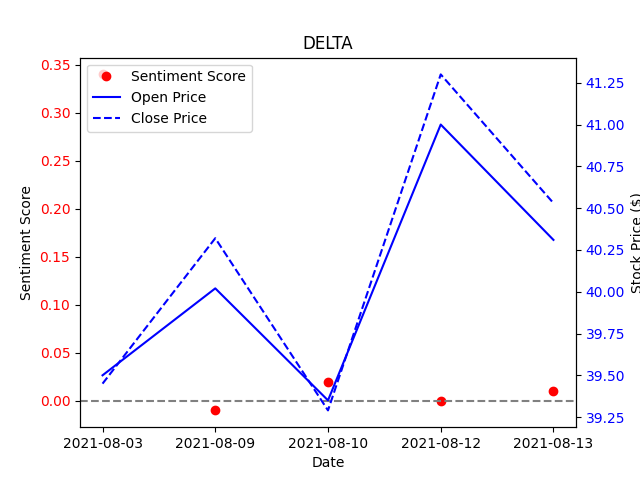 DELTA
0.35
0.30
0.25
0.20
0.15
0.10
0.05
0.00
Sentiment Score
Sentiment Score
Open Price
Close Price
41.25
41.00
40.75
40.50
40.25
40.00
39.75
39.50
39.25
Stock Price ($)
2021-08-03 2021-08-09 2021-08-10 2021-08-12 2021-08-13
Date